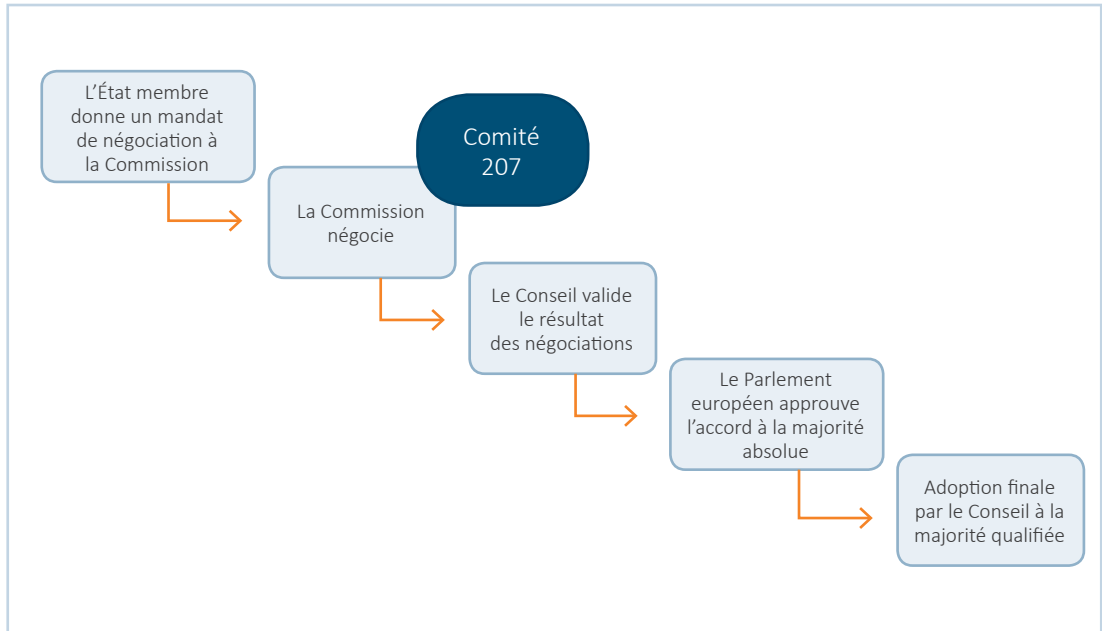 L’État membre
donne un mandat
de négociation à
la Commission
Comité
207
La Commission
négocie
Le Conseil valide
le résultat
des négociations
Le Parlement
européen approuve
l’accord à la majorité
absolue
Adoption finale
par le Conseil à la
majorité qualifiée